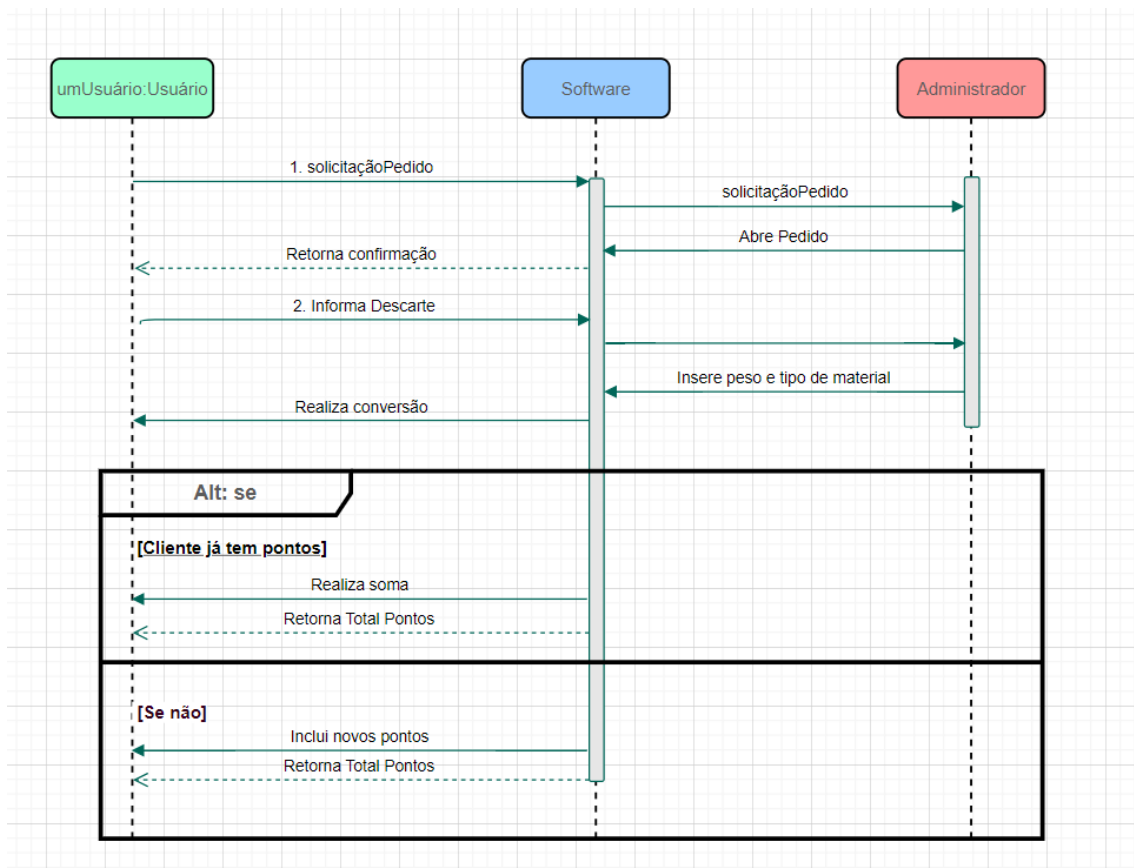 umUsuário:Usuário
Software
Administrador
1. solicitaçãoPedido
solicitaçãoPedido
Abre Pedido
Retorna confirmação
2. Informa Descarte
Insere peso e tipo de material
Realiza conversão
Alt: se
[Cliente já tem pontos]
Realiza soma
Retorna Total Pontos
[Se não]
Inclui novos pontos
Retorna Total Pontos